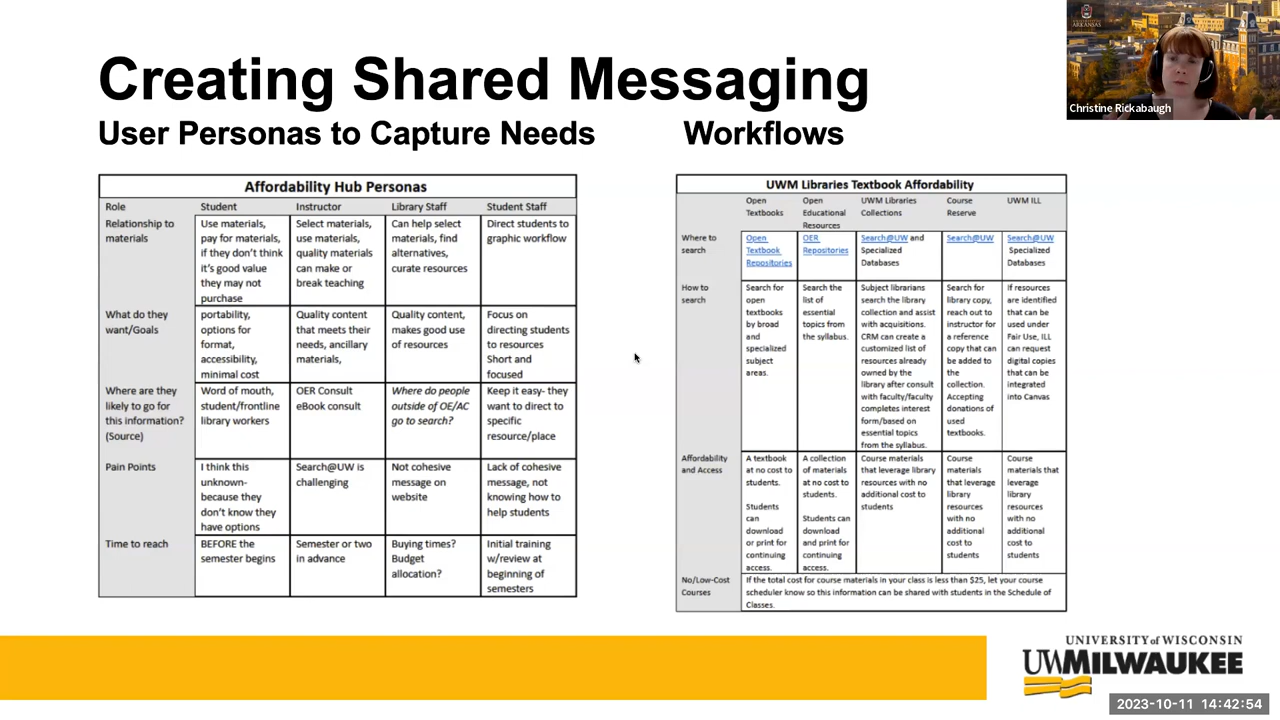 Creating Shared Messaging
User Personas to Capture Needs
Workflows
Affordability Hub Personas
Role
Student
Instructor
Library Staff
Student Staff
Relationship to
materials
Use materials,
pay for materials,
if they don't think
it's good value
they may not
purchase
Select materials,
use materials,
quality materials
can make or
break teaching
Can help select
materials, find
alternatives,
curate resources
Direct students to
graphic workflow
What do they
want/Goals
portability,
options for
format,
accessibility,
minimal cost
Quality content
that meets their
needs, ancillary
materials,
Quality content,
makes good use
of resources
Focus on
directing students
to resources
Short and
focused
Where are they
likely to go for
this information?
(Source)
Word of mouth,
student/frontline
library workers
OER Consult
eBook consult
Where do people
outside of OE/AC
go to search?
Keep it easy- they
want to direct to
specific
resource/place
Pain Points
I think this
unknown-
because they
don't know they
have options
Search@UW is
challenging
Not cohesive
message on
website
Lack of cohesive
message, not
knowing how to
help students
Time to reach
BEFORE the
semester begins
Semester or two
in advance
Buying times?
Budget
allocation?
Initial training
w/review at
beginning of
semesters
UWM Libraries Textbook Affordability
Open
Textbooks
Open
Educational
Resources
UWM Libraries
Collections
Course
Reserve
UWM ILL
Where to
search
Open
Textbook
Repositories
OER
Repositories
Search@UW and
Specialized
Databases
Search@UW
Search@UW
Specialized
Databases
How to
search
Search for
open
textbooks
by broad
and
specialized
subject
areas.
Search the
list of
essential
topics from
the syllabus.
Subject librarians
search the library
collection and assist
with acquisitions.
CRM can create a
customized list of
resources already
owned by the
library after consult
with faculty/faculty
completes interest
form/based on
essential topics
from the syllabus.
Search for
library copy,
reach out to
instructor for
a reference
copy that can
be added to
the
collection.
Accepting
donations of
used
textbooks.
If resources
are identified
that can be
used under
Fair Use, ILL
can request
digital copies
that can be
integrated
into Canvas
Affordability
and Access
A textbook
at no cost to
students.
Students
can
download
or print for
continuing
access.
A collection
of materials
at no cost to
students.
Students can
download
and print for
continuing
access.
Course materials
that leverage library
resources with no
additional cost to
students
Course
materials
that leverage
library
resources
with no
additional
cost to
students
Course
materials that
leverage
library
resources
with no
additional
cost to
students
No/Low-Cost
Courses
If the total cost for course materials in your class is less than $25, let your course
scheduler know so this information can be shared with students in the Schedule of
Classes.
ARKANSAS
Christine Rickabaugh
UNIVERSITY of WISCONSIN
UWMILWAUKEE
2023-10-11 14:42:54